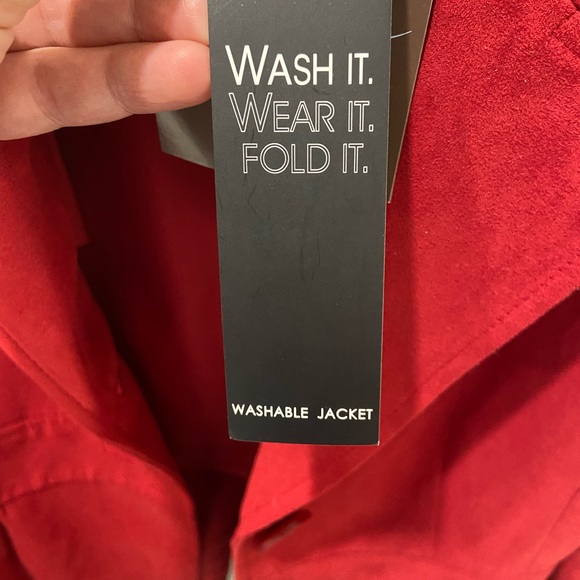 WASH IT.
WEAR IT.
FOLD IT.
WASHABLE JACKET